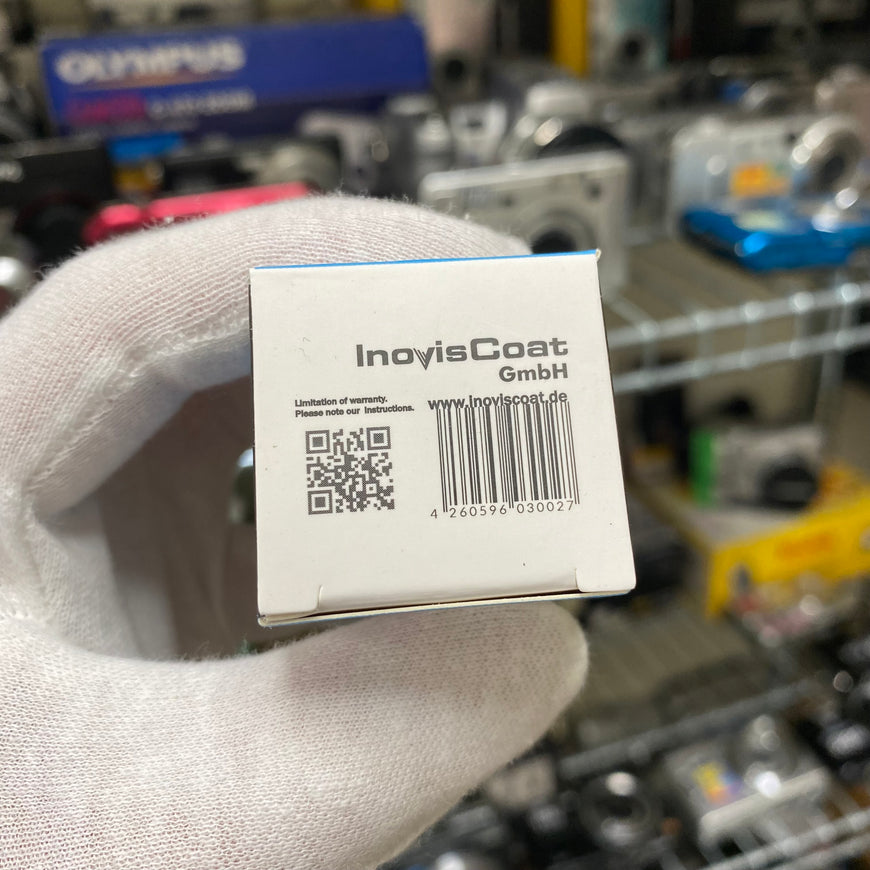 OLYMPUS
InovisCoat
GmbH
Limitation of warranty.
Please note our Instructions.
www.inoviscoat.de
4 260596 030027